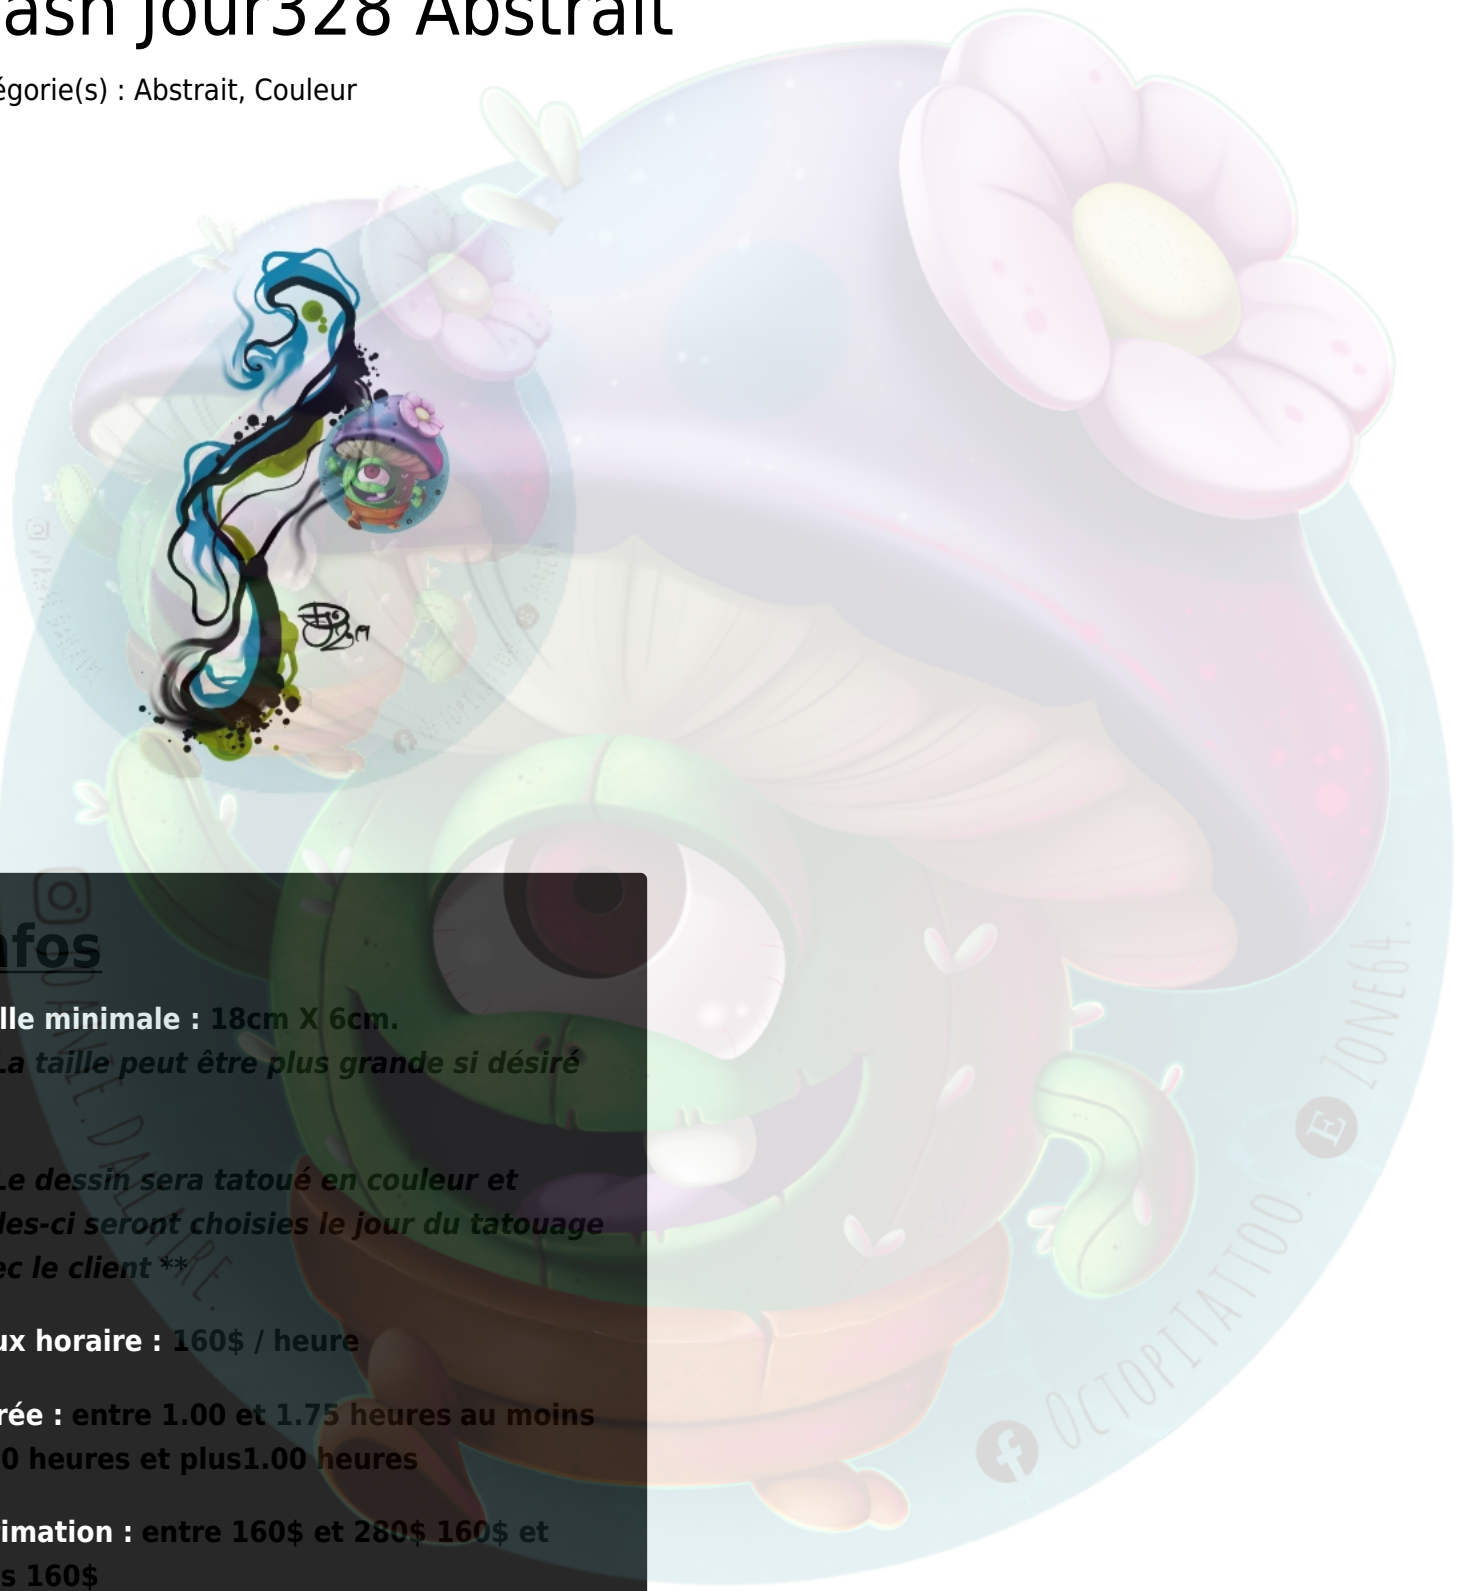 ash Jour328 Abstrait
égorie(s) : Abstrait, Couleur
nfos
lle minimale : 18cm X 6cm.
La taille peut être plus grande si désiré
Le dessin sera tatoué en couleur et
les-ci seront choisies le jour du tatouage
ec le client **
ux horaire : 160$ / heure
rée : entre 1.00 et 1.75 heures au moins
0 heures et plus1.00 heures
imation : entre 160$ et 280$ 160$ et
s 160$
OCTOPITATTOO.
E ZONE64.